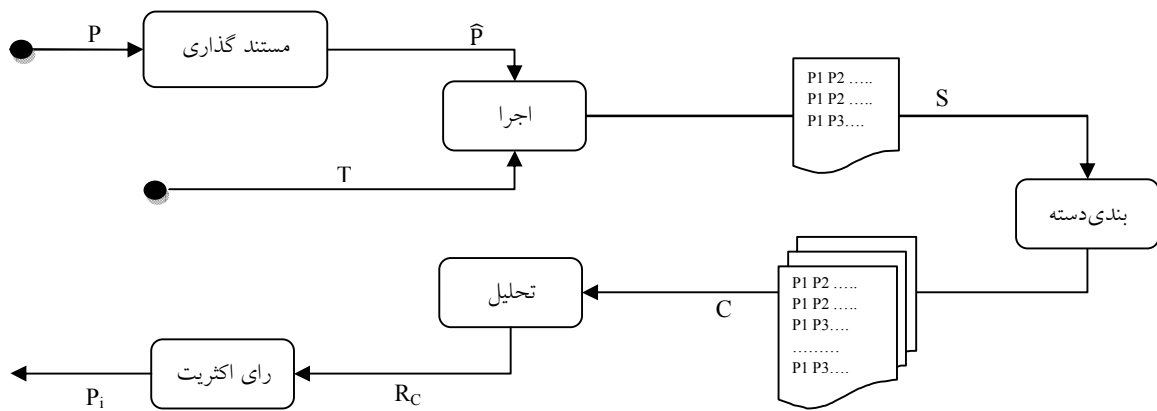 P
مستند گذاری
P̂
اجرا
P1 P2 …..
P1 P2 …..
P1 P3….
S
T
بندی‌دسته
تحلیل
C
P1 P2 …..
P1 P2 …..
P1 P3….
………
P1 P3….
رای اکثریت
Pᵢ
R_C